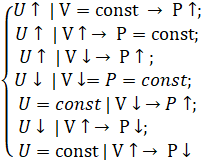 U ↑ | V = const → P ↑;
U ↑ | V ↑→ P = const;
U ↑ | V ↓→ P ↑ ;
U ↓ | V ↓= P = const;
U = const | V ↓→ P ↑;
U ↓ | V ↑→ P ↓;
U = const | V ↑→ P ↓